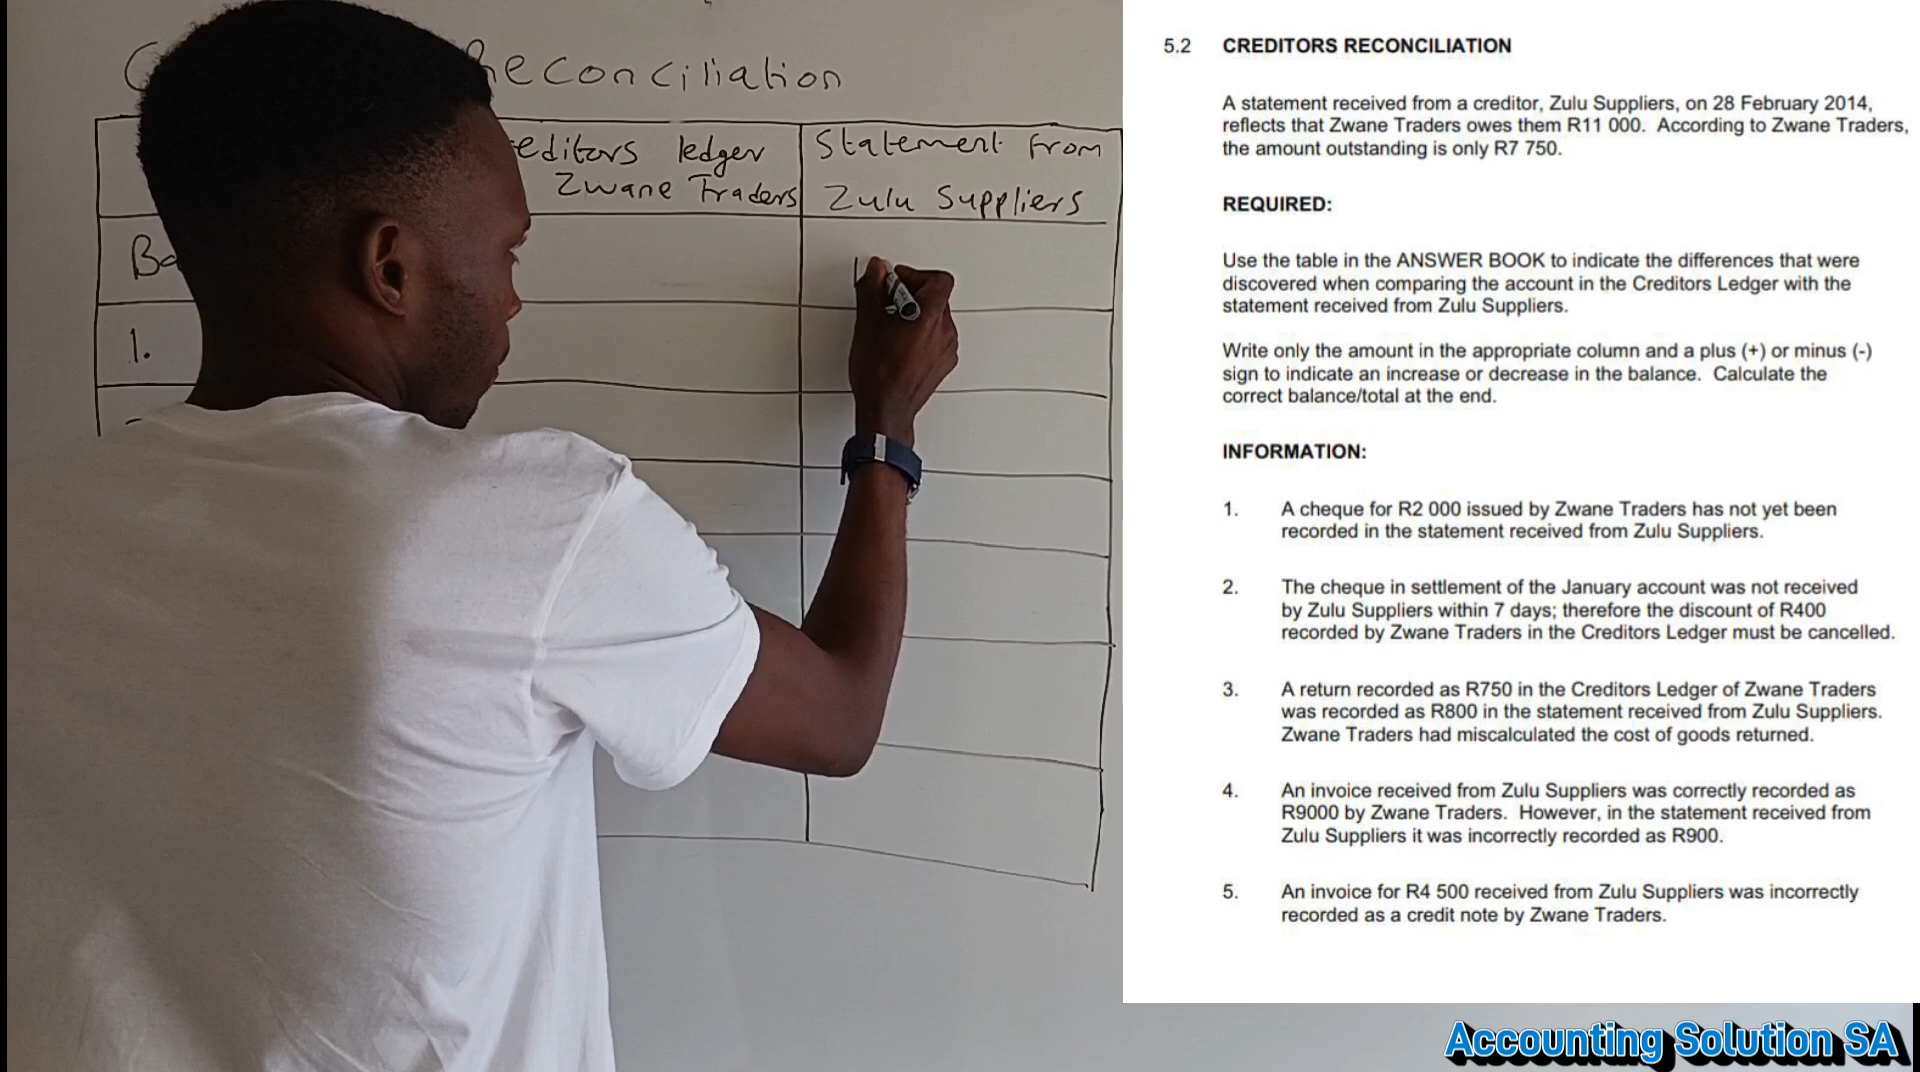 Reconciliation
editors ledger
Zwane Traders
Statement from
Zulu Suppliers
1.
5.2 CREDITORS RECONCILIATION
A statement received from a creditor, Zulu Suppliers, on 28 February 2014,
reflects that Zwane Traders owes them R11 000. According to Zwane Traders,
the amount outstanding is only R7 750.
REQUIRED:
Use the table in the ANSWER BOOK to indicate the differences that were
discovered when comparing the account in the Creditors Ledger with the
statement received from Zulu Suppliers.
Write only the amount in the appropriate column and a plus (+) or minus (-)
sign to indicate an increase or decrease in the balance. Calculate the
correct balance/total at the end.
INFORMATION:
1. A cheque for R2 000 issued by Zwane Traders has not yet been
recorded in the statement received from Zulu Suppliers.
2. The cheque in settlement of the January account was not received
by Zulu Suppliers within 7 days; therefore the discount of R400
recorded by Zwane Traders in the Creditors Ledger must be cancelled.
3. A return recorded as R750 in the Creditors Ledger of Zwane Traders
was recorded as R800 in the statement received from Zulu Suppliers.
Zwane Traders had miscalculated the cost of goods returned.
4. An invoice received from Zulu Suppliers was correctly recorded as
R9000 by Zwane Traders. However, in the statement received from
Zulu Suppliers it was incorrectly recorded as R900.
5. An invoice for R4 500 received from Zulu Suppliers was incorrectly
recorded as a credit note by Zwane Traders.
Accounting Solution SA